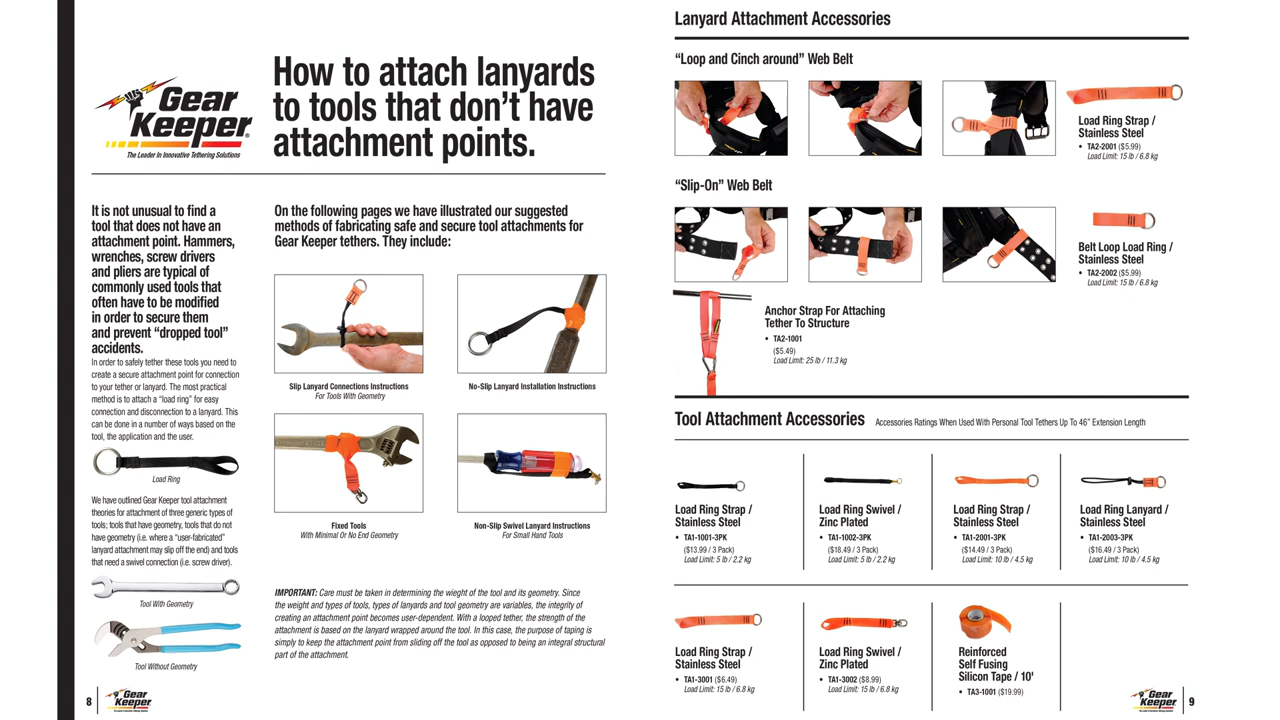 Gear
Keeper®
The Leader In Innovative Tethering Solutions
How to attach lanyards
to tools that don't have
attachment points.
It is not unusual to find a
tool that does not have an
attachment point. Hammers,
wrenches, screw drivers
and pliers are typical of
commonly used tools that
often have to be modified
in order to secure them
and prevent “dropped tool”
accidents.
In order to safely tether these tools you need to
create a secure attachment point for connection
to your tether or lanyard. The most practical
method is to attach a “load ring” for easy
connection and disconnection to a lanyard. This
can be done in a number of ways based on the
tool, the application and the user.
Load Ring
We have outlined Gear Keeper tool attachment
theories for attachment of three generic types of
tools; tools that have geometry, tools that do not
have geometry (i.e. where a “user-fabricated”
lanyard attachment may slip off the end) and tools
that need a swivel connection (i.e. screw driver).
Tool With Geometry
Tool Without Geometry
On the following pages we have illustrated our suggested
methods of fabricating safe and secure tool attachments for
Gear Keeper tethers. They include:
Slip Lanyard Connections Instructions
For Tools With Geometry
No-Slip Lanyard Installation Instructions
Fixed Tools
With Minimal Or No End Geometry
Non-Slip Swivel Lanyard Instructions
For Small Hand Tools
IMPORTANT: Care must be taken in determining the wieght of the tool and its geometry. Since
the weight and types of tools, types of lanyards and tool geometry are variables, the integrity of
creating an attachment point becomes user-dependent. With a looped tether, the strength of the
attachment is based on the lanyard wrapped around the tool. In this case, the purpose of taping is
simply to keep the attachment point from sliding off the tool as opposed to being an integral structural
part of the attachment.
8
Gear
Keeper
Lanyard Attachment Accessories
“Loop and Cinch around” Web Belt
Load Ring Strap /
Stainless Steel
• TA2-2001 ($5.99)
Load Limit: 15 lb / 6.8 kg
“Slip-On” Web Belt
Belt Loop Load Ring /
Stainless Steel
• TA2-2002 ($5.99)
Load Limit: 15 lb / 6.8 kg
Anchor Strap For Attaching
Tether To Structure
• TA2-1001
($5.49)
Load Limit: 25 lb / 11.3 kg
Tool Attachment Accessories Accessories Ratings When Used With Personal Tool Tethers Up To 46" Extension Length
Load Ring Strap /
Stainless Steel
• TA1-1001-3PK
($13.99 / 3 Pack)
Load Limit: 5 lb / 2.2 kg
Load Ring Swivel /
Zinc Plated
• TA1-1002-3PK
($18.49 / 3 Pack)
Load Limit: 5 lb / 2.2 kg
Load Ring Strap /
Stainless Steel
• TA1-2001-3PK
($14.49 / 3 Pack)
Load Limit: 10 lb / 4.5 kg
Load Ring Lanyard /
Stainless Steel
• TA1-2003-3PK
($16.49 / 3 Pack)
Load Limit: 10 lb / 4.5 kg
Load Ring Strap /
Stainless Steel
• TA1-3001 ($6.49)
Load Limit: 15 lb / 6.8 kg
Load Ring Swivel /
Zinc Plated
• TA1-3002 ($8.99)
Load Limit: 15 lb / 6.8 kg
Reinforced
Self Fusing
Silicon Tape / 10'
• TA3-1001 ($19.99)
Gear
Keeper
9